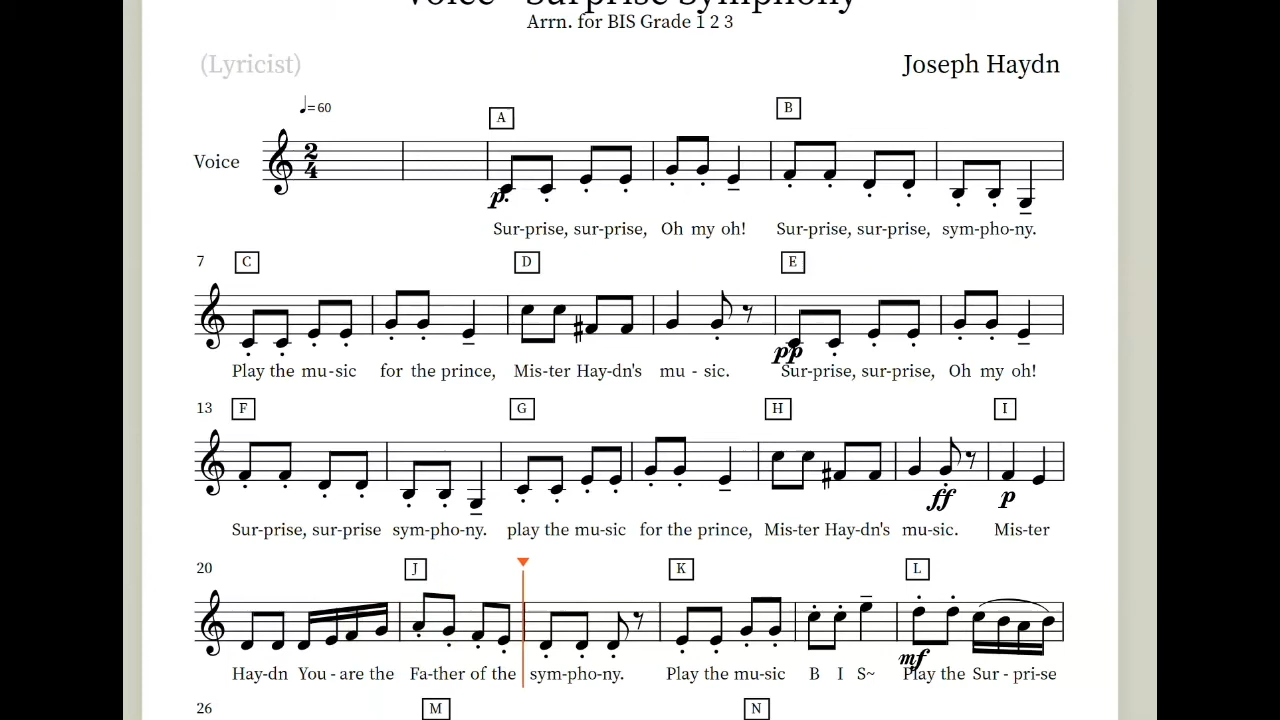 Voice - Surprise Symphony
Arrn. for BIS Grade 1 2 3
(Lyricist)
Joseph Haydn
♩=60
A
B
Voice
2
4
p
Sur-prise, sur-prise, Oh my oh! Sur-prise, sur-prise, sym-pho-ny.
7
C
D
E
pp
Play the mu-sic for the prince, Mis-ter Hay-dn's mu - sic. Sur-prise, sur-prise, Oh my oh!
13
F
G
H
I
ff
p
Sur-prise, sur-prise sym-pho-ny. play the mu-sic for the prince, Mis-ter Hay-dn's mu-sic. Mis-ter
20
J
K
L
mf
Hay-dn You - are the Fa-ther of the sym-pho-ny. Play the mu-sic B I S~ Play the Sur - pri-se
26
M
N